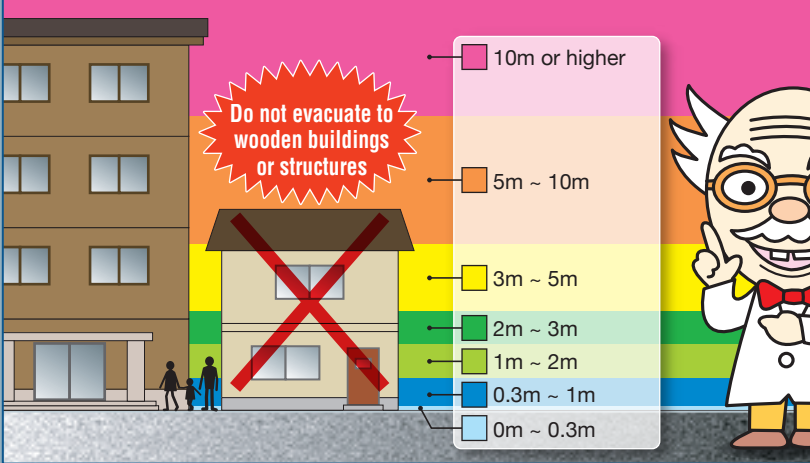 Do not evacuate to
wooden buildings
or structures
10m or higher
5m ~ 10m
3m ~ 5m
2m ~ 3m
1m ~ 2m
0.3m ~ 1m
0m ~ 0.3m